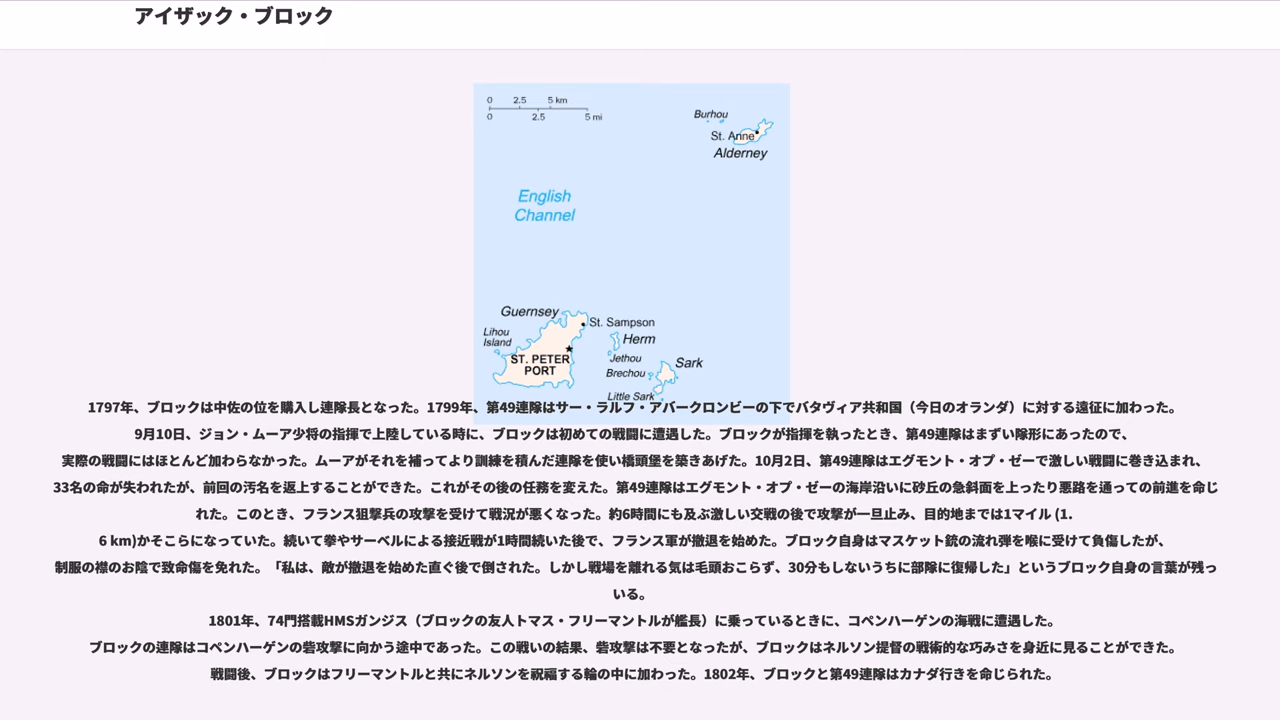 アイザック・ブロック
0 2.5 5 km
0 2.5 5 mi
Burhou
St. Anne
Alderney
English
Channel
Guernsey
St. Sampson
Lihou
Island
Herm
ST. PETER
PORT
Jethou
Sark
Brechou
Little Sark
1797年、ブロックは中佐の位を購入し連隊長となった。1799年、第49連隊はサー・ラルフ・アバークロンビーの下でバタヴィア共和国（今日のオランダ）に対する遠征に加わった。
9月10日、ジョン・ムーア少将の指揮で上陸している時に、ブロックは初めての戦闘に遭遇した。ブロックが指揮を執ったとき、第49連隊はまずい隊形にあったので、
実際の戦闘にはほとんど加わらなかった。ムーアがそれを補ってより訓練を積んだ連隊を使い橋頭堡を築きあげた。10月2日、第49連隊はエグモント・オプ・ゼーで激しい戦闘に巻き込まれ、
33名の命が失われたが、前回の汚名を返上することができた。これがその後の任務を変えた。第49連隊はエグモント・オプ・ゼーの海岸沿いに砂丘の急斜面を上ったり悪路を通っての前進を命じ
れた。このとき、フランス狙撃兵の攻撃を受けて戦況が悪くなった。約6時間にも及ぶ激しい交戦の後で攻撃が一旦止み、目的地までは1マイル (1.
6 km)かそこらになっていた。続いて拳やサーベルによる接近戦が1時間続いた後で、フランス軍が撤退を始めた。ブロック自身はマスケット銃の流れ弾を喉に受けて負傷したが、
制服の襟のお陰で致命傷を免れた。「私は、敵が撤退を始めた直ぐ後で倒された。しかし戦場を離れる気は毛頭おこらず、30分もしないうちに部隊に復帰した」というブロック自身の言葉が残っ
いる。
1801年、74門搭載HMSガンジス（ブロックの友人トマス・フリーマントルが艦長）に乗っているときに、コペンハーゲンの海戦に遭遇した。
ブロックの連隊はコペンハーゲンの砦攻撃に向かう途中であった。この戦いの結果、砦攻撃は不要となったが、ブロックはネルソン提督の戦術的な巧みさを身近に見ることができた。
戦闘後、ブロックはフリーマントルと共にネルソンを祝福する輪の中に加わった。1802年、ブロックと第49連隊はカナダ行きを命じられた。